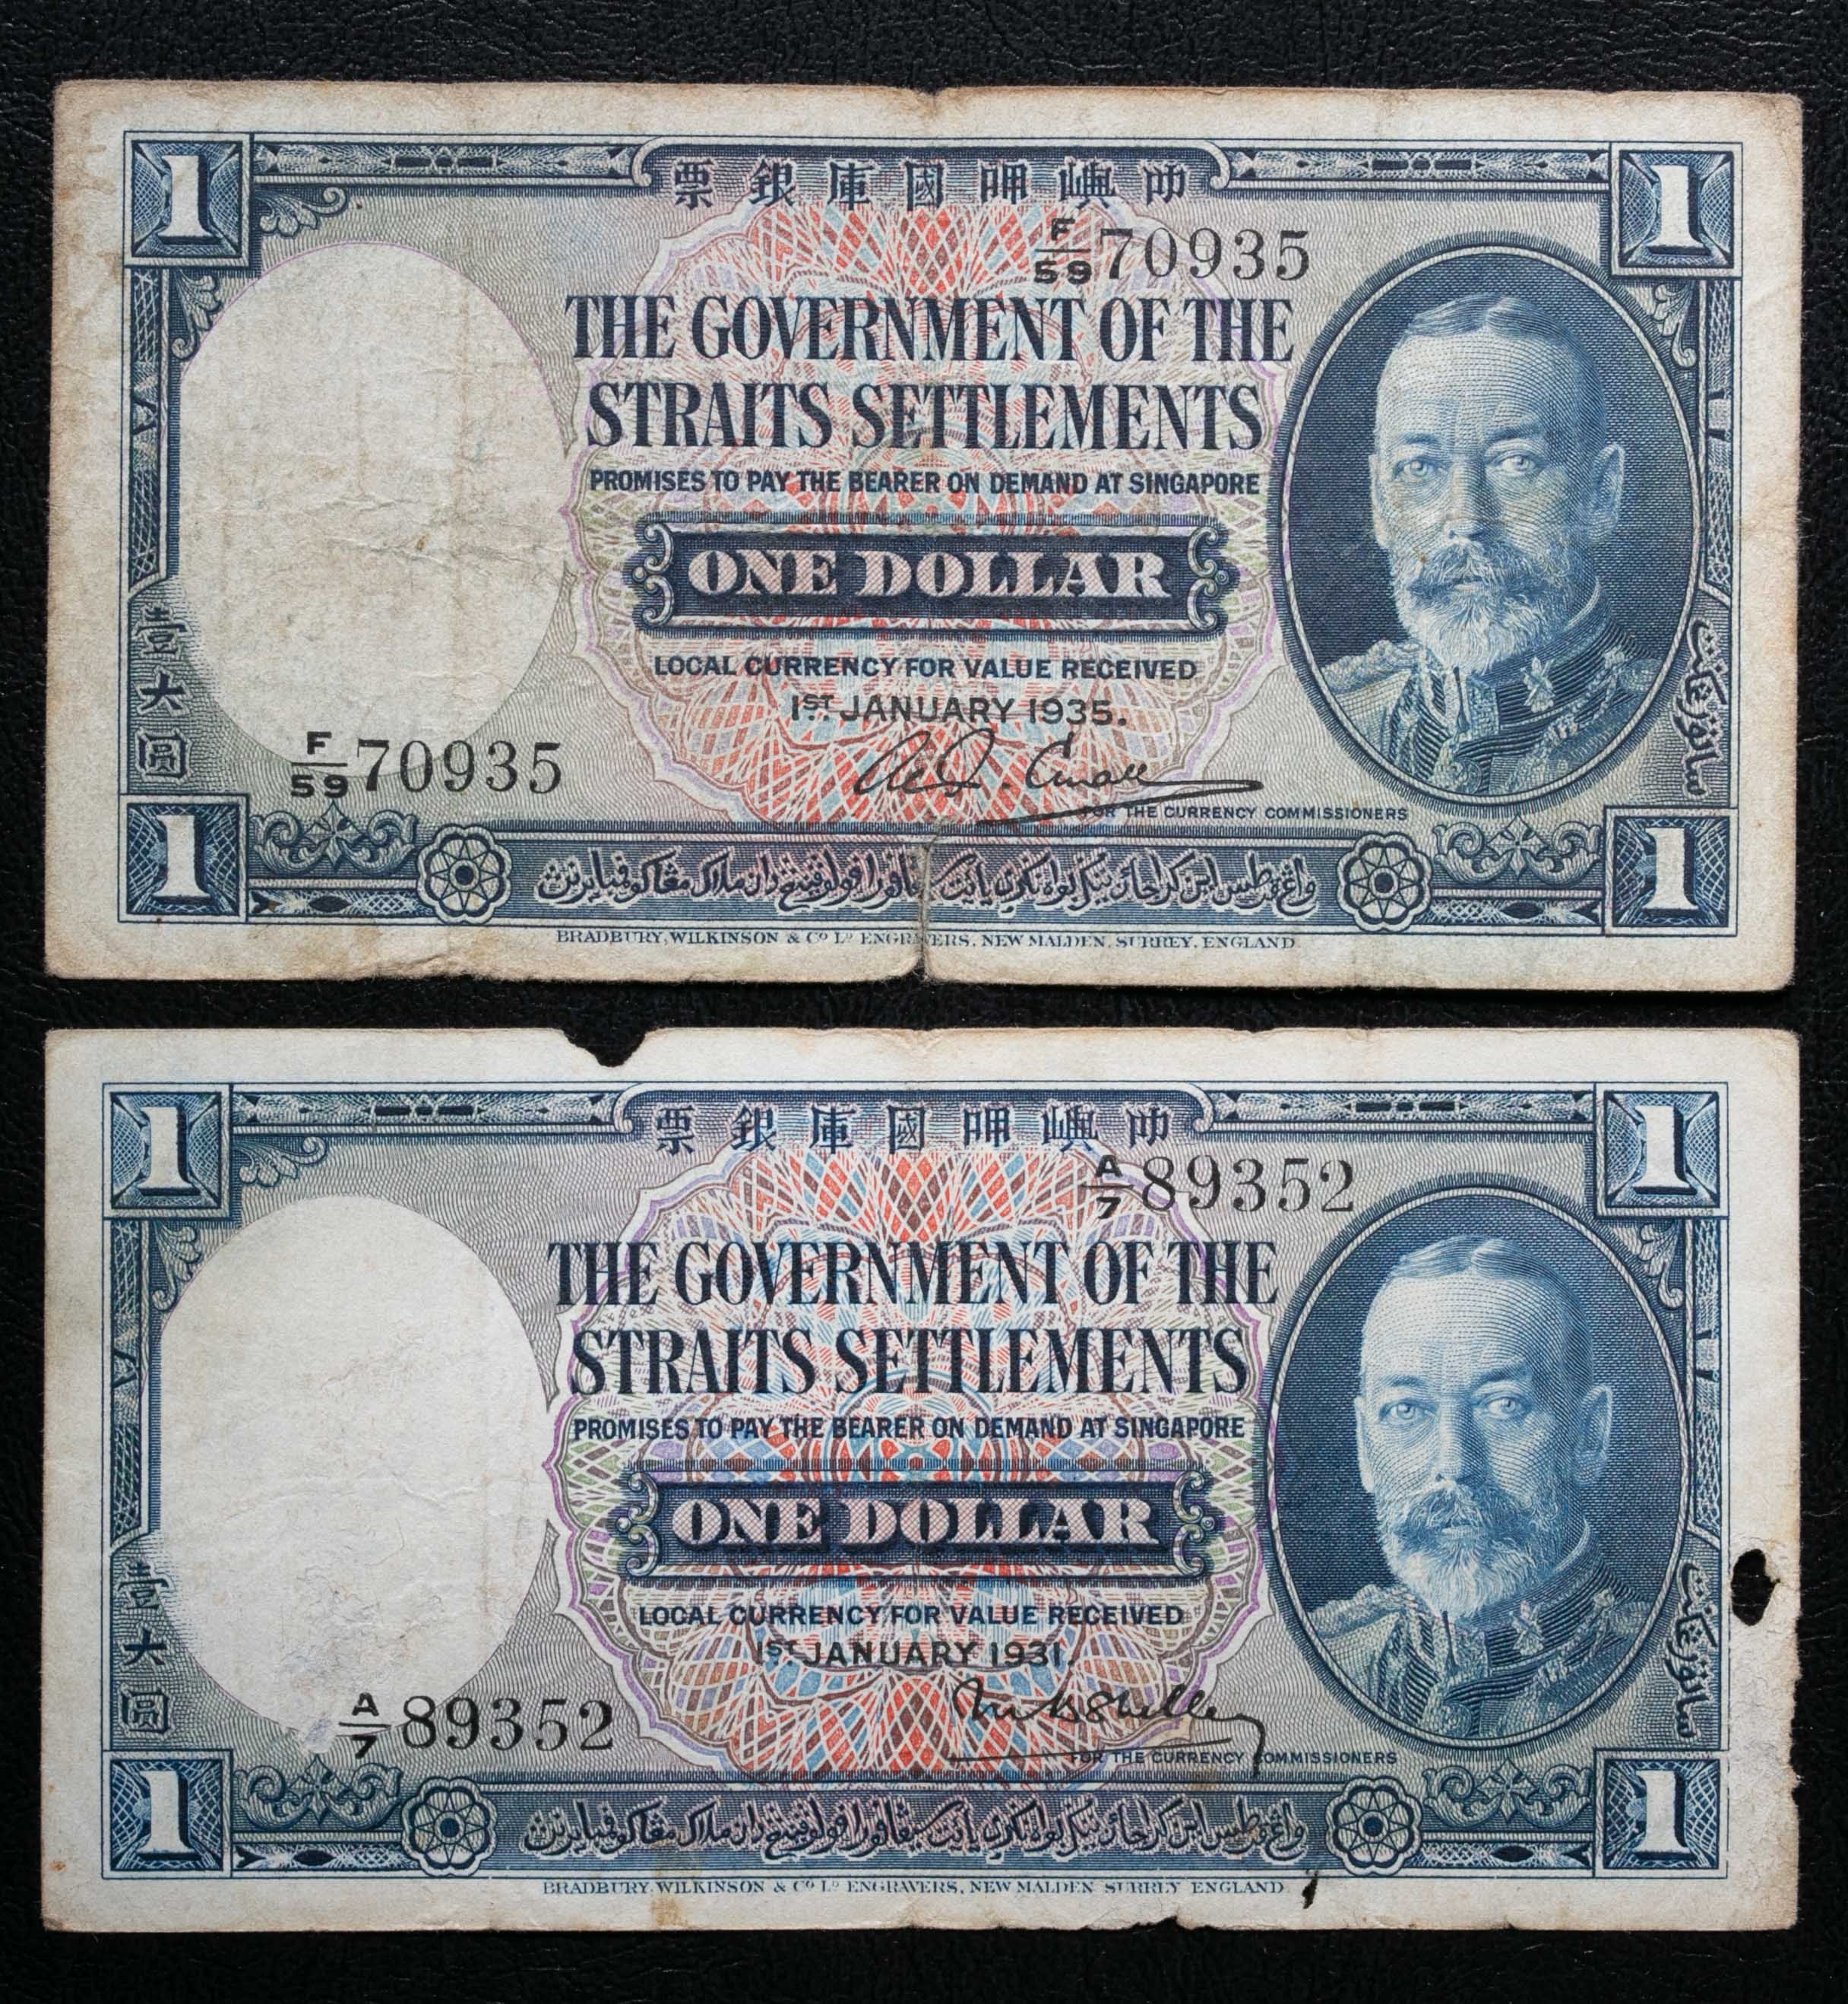 1
叻嶼呷國庫銀票
1
F/59 70935
THE GOVERNMENT OF THE
STRAITS SETTLEMENTS
PROMISES TO PAY THE BEARER ON DEMAND AT SINGAPORE
ONE DOLLAR
LOCAL CURRENCY FOR VALUE RECEIVED
1ST JANUARY 1935.
壹大圓
F/59 70935
FOR THE CURRENCY COMMISSIONERS
1
1
BRADBURY, WILKINSON & Co Ld ENGRAVERS, NEW MALDEN, SURREY, ENGLAND
1
叻嶼呷國庫銀票
1
A/7 89352
THE GOVERNMENT OF THE
STRAITS SETTLEMENTS
PROMISES TO PAY THE BEARER ON DEMAND AT SINGAPORE
ONE DOLLAR
LOCAL CURRENCY FOR VALUE RECEIVED
1ST JANUARY 1931.
壹大圓
A/7 89352
FOR THE CURRENCY COMMISSIONERS
1
1
BRADBURY, WILKINSON & Co Ld ENGRAVERS, NEW MALDEN SURREY ENGLAND